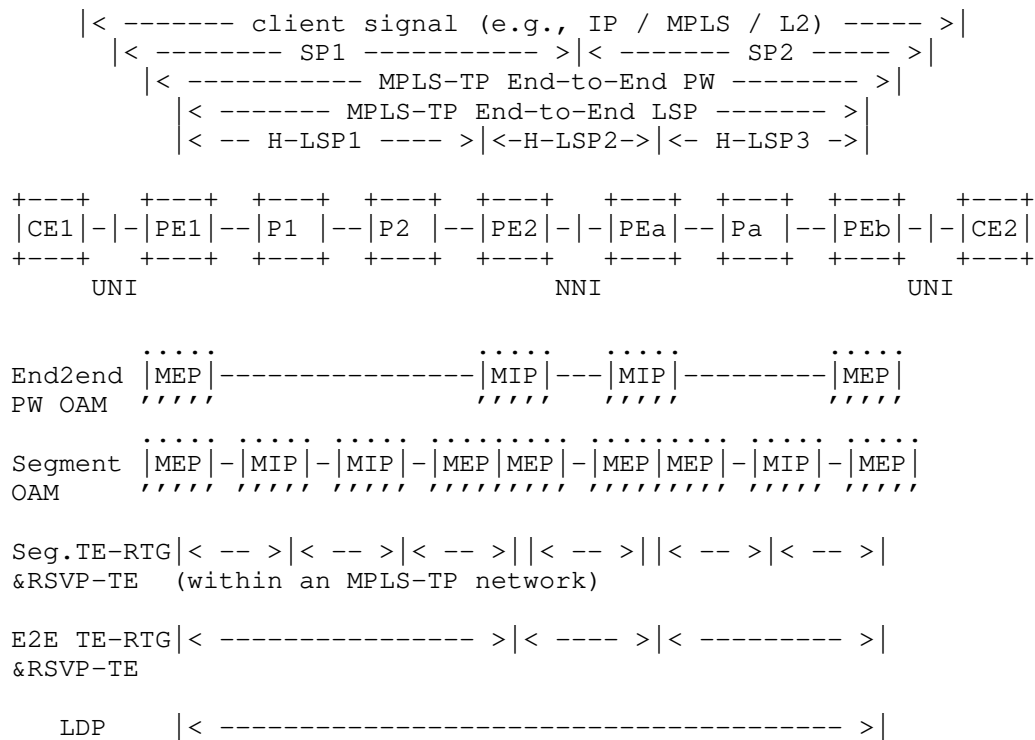 |< ------- client signal (e.g., IP / MPLS / L2) ----- >|
|< -------- SP1 ----------- >|< ------- SP2 ----- >|
|< ----------- MPLS-TP End-to-End PW -------- >|
|< ------- MPLS-TP End-to-End LSP ------- >|
|< -- H-LSP1 ---- >|<-H-LSP2->|<- H-LSP3 ->|
+---+ +---+ +---+ +---+ +---+ +---+ +---+ +---+ +---+
|CE1|-|-|PE1|--|P1 |--|P2 |--|PE2|-|-|PEa|--|Pa |--|PEb|-|-|CE2|
+---+ +---+ +---+ +---+ +---+ +---+ +---+ +---+ +---+
UNI NNI UNI
..... ..... ..... .....
End2end |MEP|----------------|MIP|---|MIP|---------|MEP|
PW OAM ''''' ''''' ''''' '''''
..... ..... ..... ......... ......... ..... .....
Segment |MEP|-|MIP|-|MIP|-|MEP|MEP|-|MEP|MEP|-|MIP|-|MEP|
OAM ''''' ''''' ''''' ''''''''' ''''''''' ''''' '''''
Seg.TE-RTG|< -- >|< -- >|< -- >||< -- >||< -- >|< -- >|
&RSVP-TE (within an MPLS-TP network)
E2E TE-RTG|< ---------------- >|< ---- >|< --------- >|
&RSVP-TE
LDP |< --------------------------------------- >|